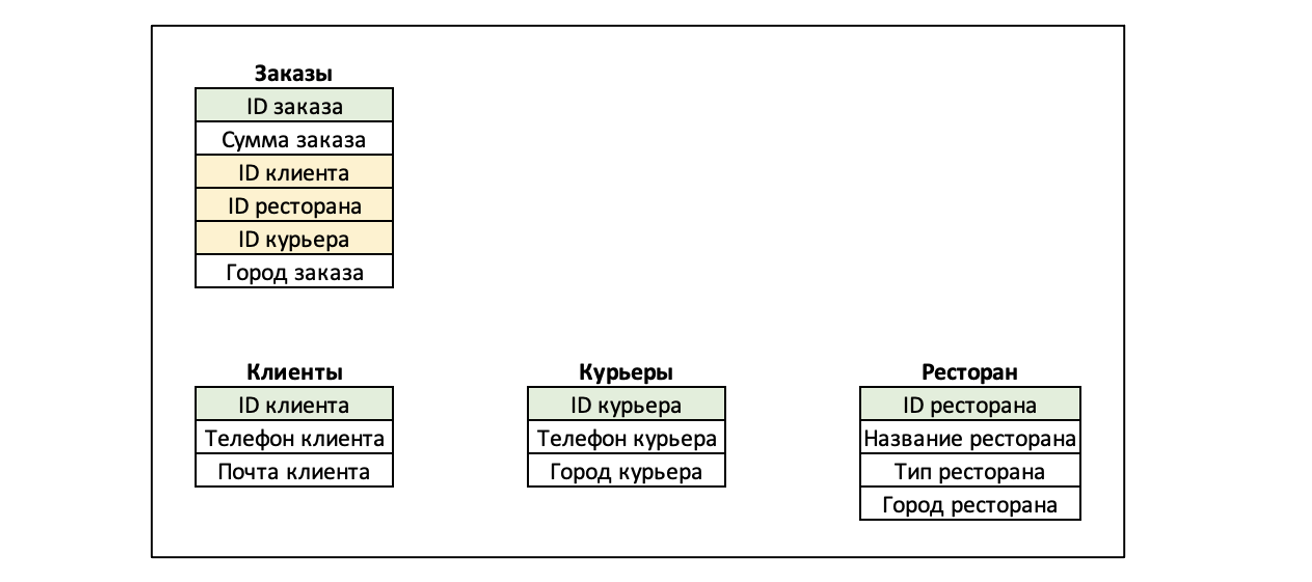 Заказы
ID заказа
Сумма заказа
ID клиента
ID ресторана
ID курьера
Город заказа
Клиенты
ID клиента
Телефон клиента
Почта клиента
Курьеры
ID курьера
Телефон курьера
Город курьера
Ресторан
ID ресторана
Название ресторана
Тип ресторана
Город ресторана